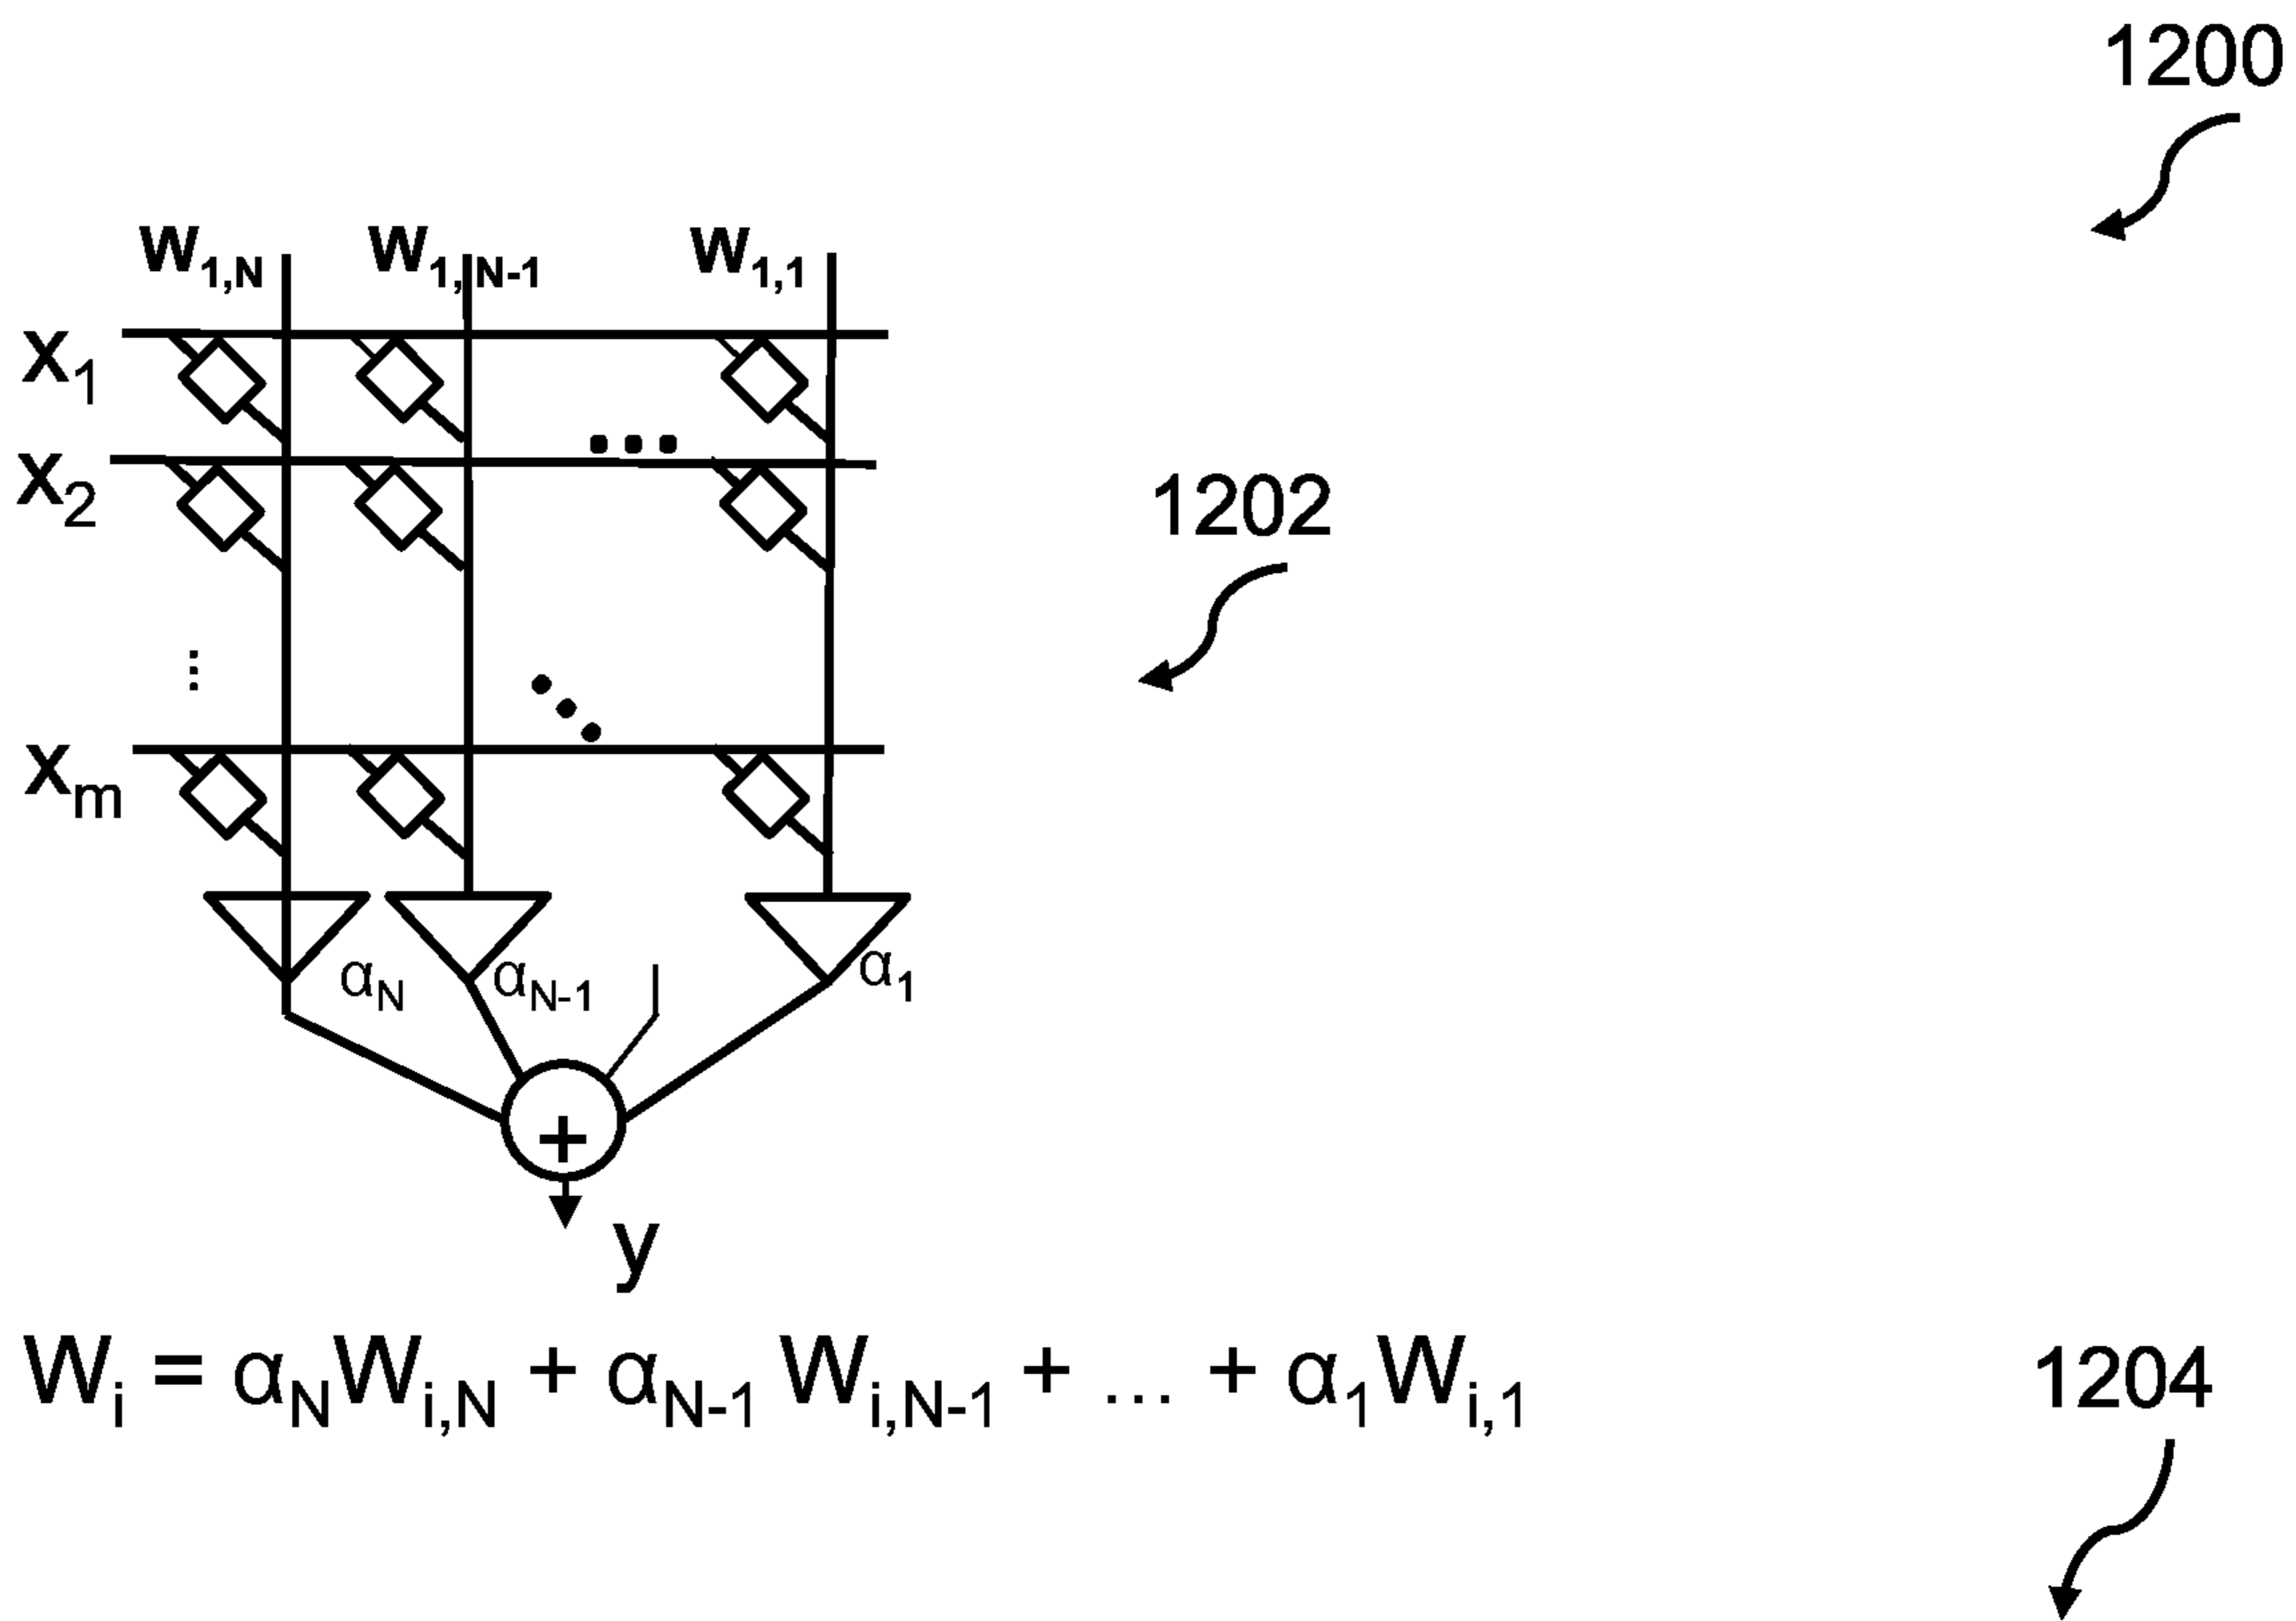 1200
w1,N w1,N-1 w1,1
x1
x2
1202
...
xm
αN αN-1 α1
+
y
Wi = αNWi,N + αN-1 Wi,N-1 + ... + α1Wi,1
1204